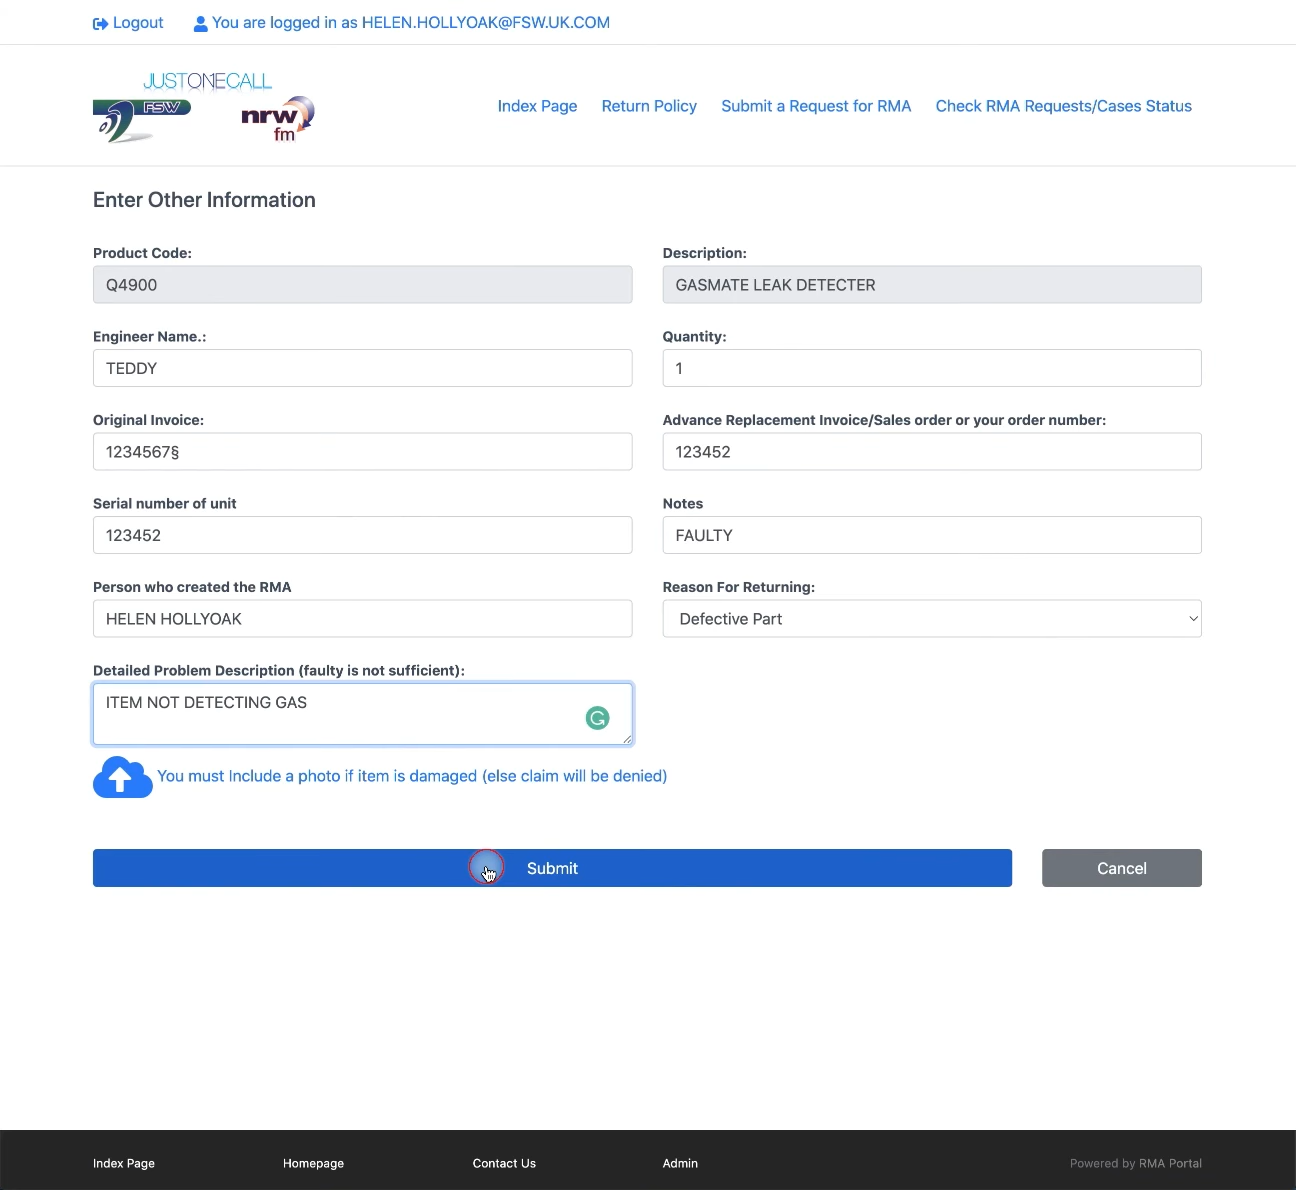 Logout
You are logged in as HELEN.HOLLYOAK@FSW.UK.COM
JUSTONECALL
FSW
nrw
fm
Index Page
Return Policy
Submit a Request for RMA
Check RMA Requests/Cases Status
Enter Other Information
Product Code:
Description:
Q4900
GASMATE LEAK DETECTER
Engineer Name.:
Quantity:
TEDDY
1
Original Invoice:
Advance Replacement Invoice/Sales order or your order number:
1234567§
123452
Serial number of unit
Notes
123452
FAULTY
Person who created the RMA
Reason For Returning:
HELEN HOLLYOAK
Defective Part
Detailed Problem Description (faulty is not sufficient):
ITEM NOT DETECTING GAS
You must Include a photo if item is damaged (else claim will be denied)
Submit
Cancel
Index Page
Homepage
Contact Us
Admin
Powered by RMA Portal